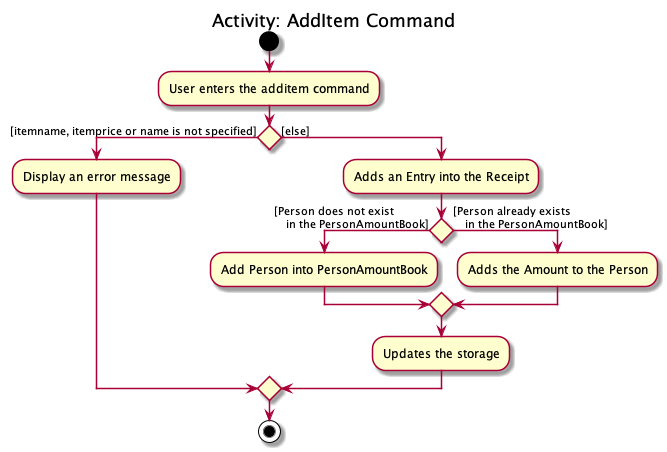 Activity: AddItem Command
User enters the additem command
[itemname, itemprice or name is not specified]
[else]
Display an error message
Adds an Entry into the Receipt
[Person does not exist
in the PersonAmountBook]
[Person already exists
in the PersonAmountBook]
Add Person into PersonAmountBook
Adds the Amount to the Person
Updates the storage